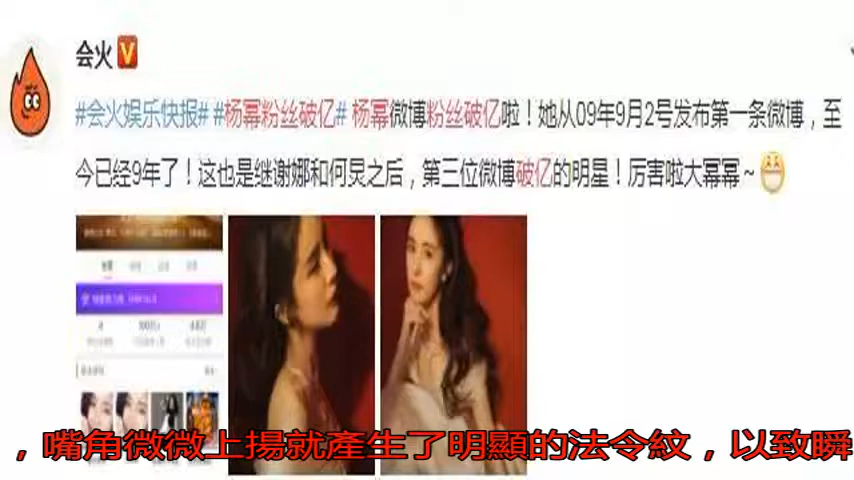 会火 V
#会火娱乐快报# #杨幂粉丝破亿# 杨幂微博粉丝破亿啦！她从09年9月2号发布第一条微博，至
今已经9年了！这也是继谢娜和何炅之后，第三位微博破亿的明星！厉害啦大幂幂~
，嘴角微微上揚就產生了明顯的法令紋，以致瞬